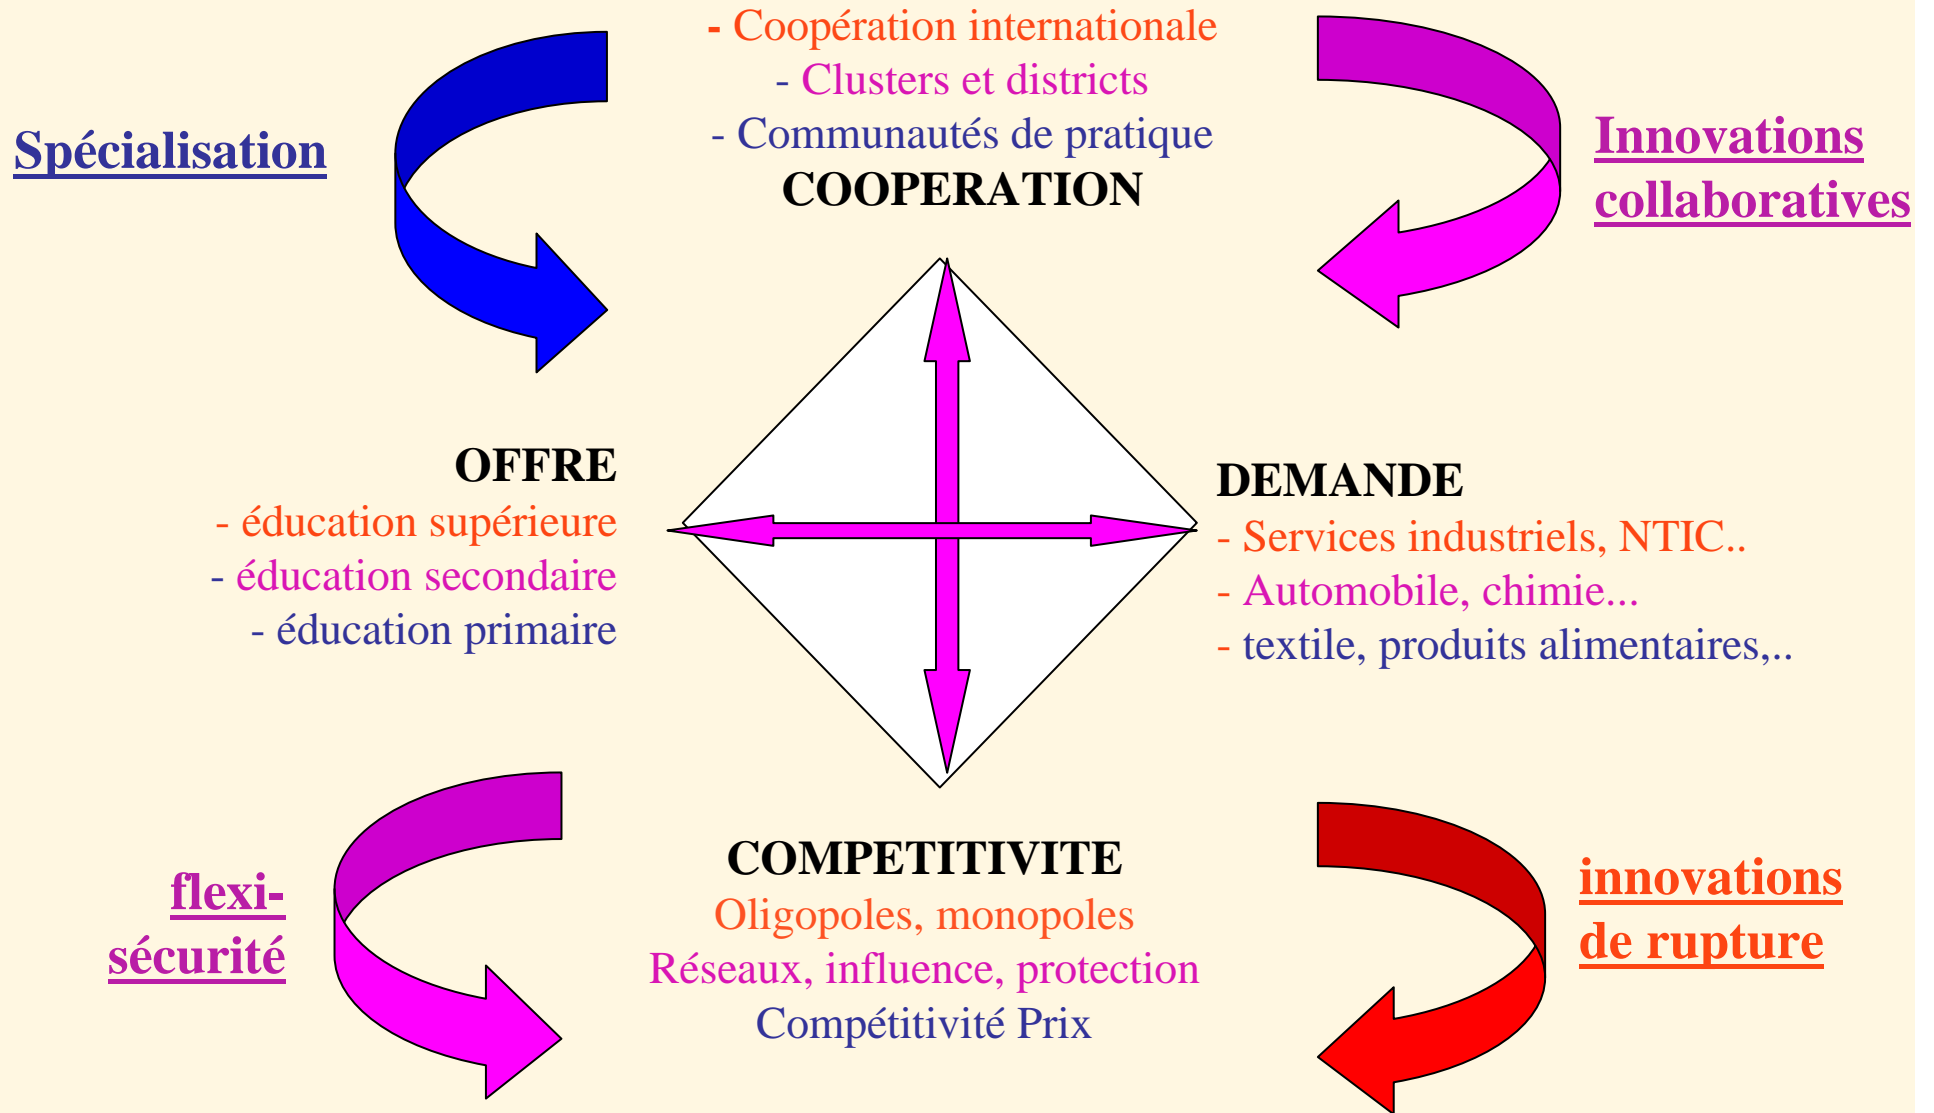 - Coopération internationale
- Clusters et districts
- Communautés de pratique
COOPERATION
Spécialisation
Innovations
collaboratives
OFFRE
- éducation supérieure
- éducation secondaire
- éducation primaire
DEMANDE
- Services industriels, NTIC..
- Automobile, chimie...
- textile, produits alimentaires,..
flexi-
sécurité
COMPETITIVITE
Oligopoles, monopoles
Réseaux, influence, protection
Compétitivité Prix
innovations
de rupture